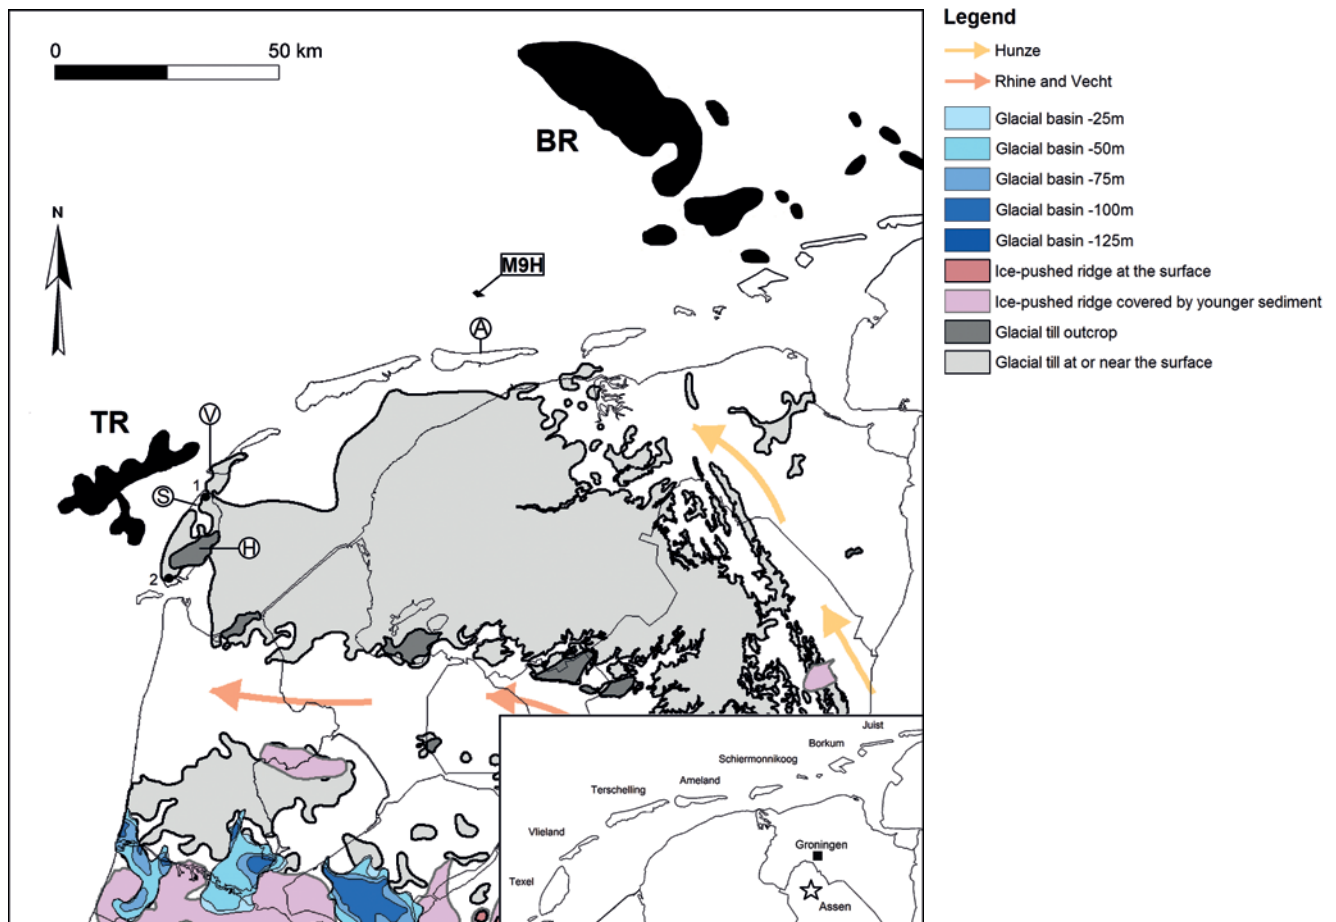 0 50 km
N
BR
M9H
A
TR
V
1
S
H
2
Juist
Borkum
Schiermonnikoog
Ameland
Terschelling
Vlieland
Groningen
Texel
Assen
Legend
Hunze
Rhine and Vecht
Glacial basin -25m
Glacial basin -50m
Glacial basin -75m
Glacial basin -100m
Glacial basin -125m
Ice-pushed ridge at the surface
Ice-pushed ridge covered by younger sediment
Glacial till outcrop
Glacial till at or near the surface